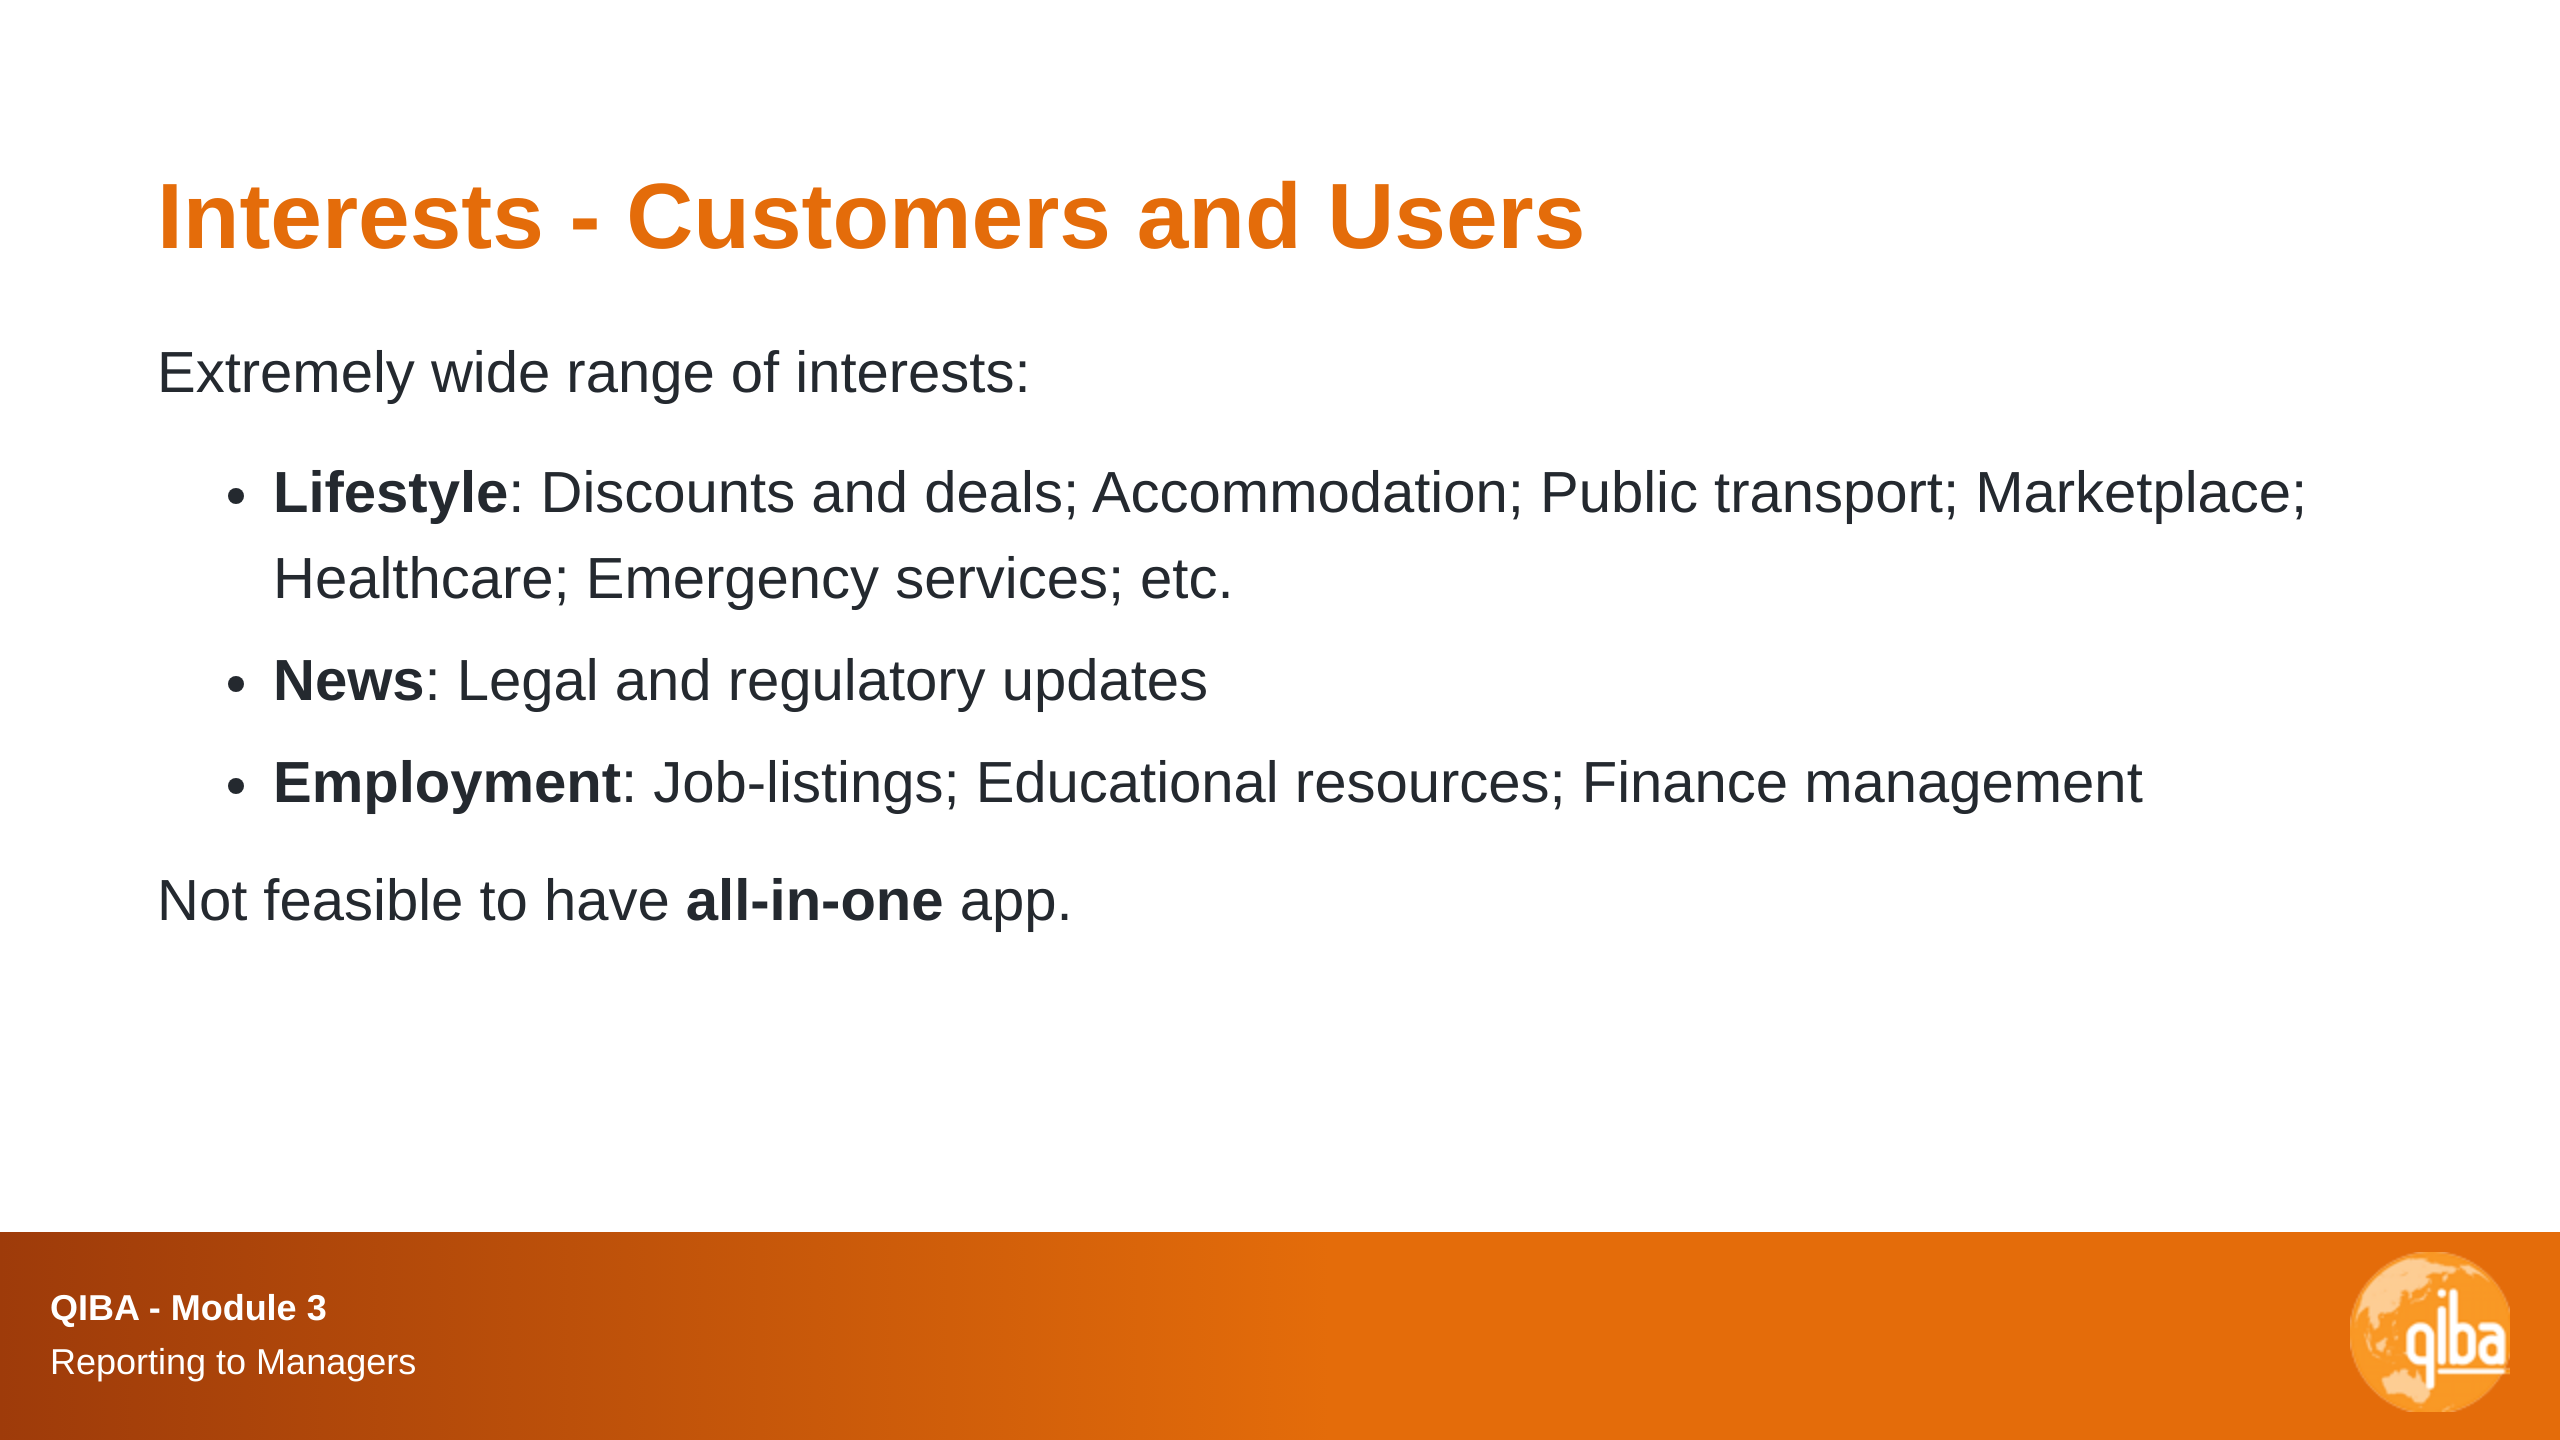 Interests - Customers and Users
Extremely wide range of interests:
• Lifestyle: Discounts and deals; Accommodation; Public transport; Marketplace;
Healthcare; Emergency services; etc.
• News: Legal and regulatory updates
• Employment: Job-listings; Educational resources; Finance management
Not feasible to have all-in-one app.
QIBA - Module 3
Reporting to Managers
qiba